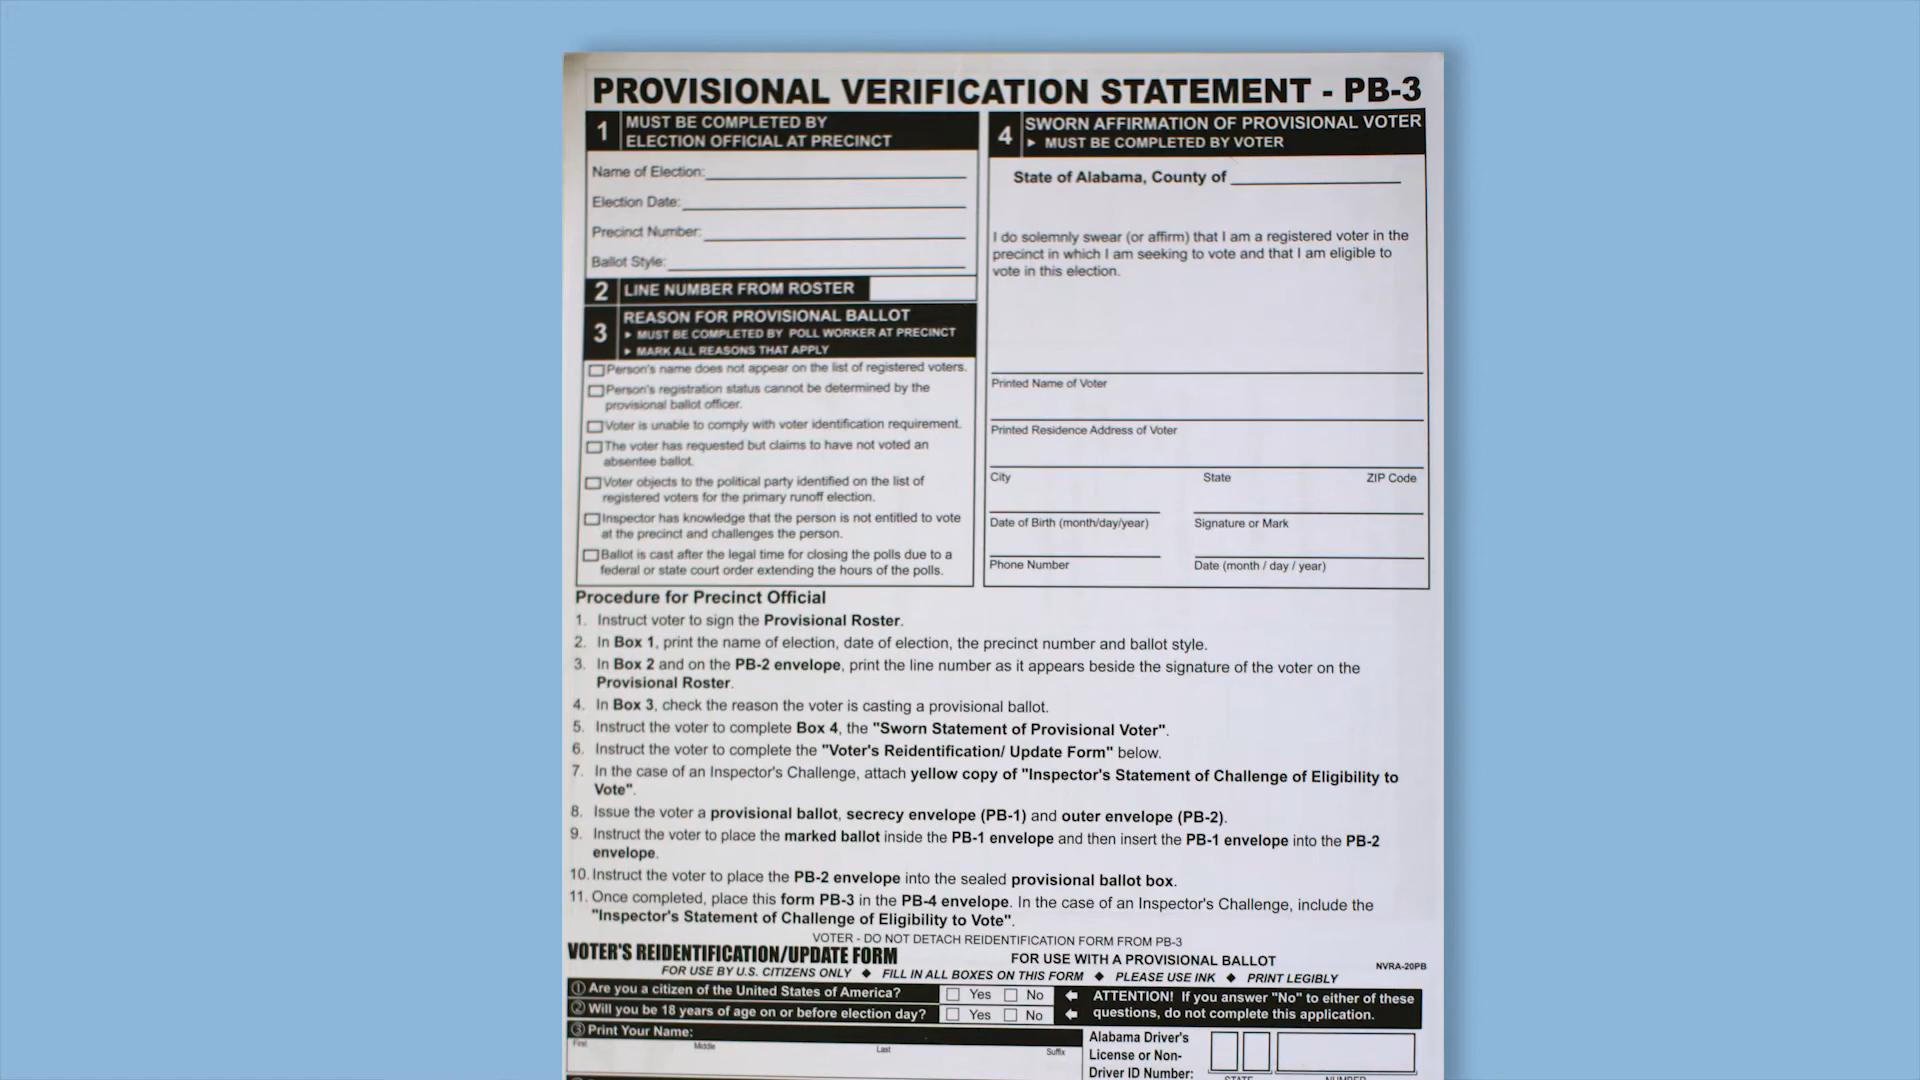 PROVISIONAL VERIFICATION STATEMENT - PB-3
1 MUST BE COMPLETED BY
ELECTION OFFICIAL AT PRECINCT
Name of Election:
Election Date:
Precinct Number:
Ballot Style:
2 LINE NUMBER FROM ROSTER
3 REASON FOR PROVISIONAL BALLOT
▸ MUST BE COMPLETED BY POLL WORKER AT PRECINCT
▸ MARK ALL REASONS THAT APPLY
Person's name does not appear on the list of registered voters.
Person's registration status cannot be determined by the
provisional ballot officer.
Voter is unable to comply with voter identification requirement.
The voter has requested but claims to have not voted an
absentee ballot.
Voter objects to the political party identified on the list of
registered voters for the primary runoff election.
Inspector has knowledge that the person is not entitled to vote
at the precinct and challenges the person.
Ballot is cast after the legal time for closing the polls due to a
federal or state court order extending the hours of the polls.
4 SWORN AFFIRMATION OF PROVISIONAL VOTER
▸ MUST BE COMPLETED BY VOTER
State of Alabama, County of
I do solemnly swear (or affirm) that I am a registered voter in the
precinct in which I am seeking to vote and that I am eligible to
vote in this election.
Printed Name of Voter
Printed Residence Address of Voter
City State ZIP Code
Date of Birth (month/day/year) Signature or Mark
Phone Number Date (month / day / year)
Procedure for Precinct Official
1. Instruct voter to sign the Provisional Roster.
2. In Box 1, print the name of election, date of election, the precinct number and ballot style.
3. In Box 2 and on the PB-2 envelope, print the line number as it appears beside the signature of the voter on the
Provisional Roster.
4. In Box 3, check the reason the voter is casting a provisional ballot.
5. Instruct the voter to complete Box 4, the "Sworn Statement of Provisional Voter".
6. Instruct the voter to complete the "Voter's Reidentification/ Update Form" below.
7. In the case of an Inspector's Challenge, attach yellow copy of "Inspector's Statement of Challenge of Eligibility to
Vote".
8. Issue the voter a provisional ballot, secrecy envelope (PB-1) and outer envelope (PB-2).
9. Instruct the voter to place the marked ballot inside the PB-1 envelope and then insert the PB-1 envelope into the PB-2
envelope.
10. Instruct the voter to place the PB-2 envelope into the sealed provisional ballot box.
11. Once completed, place this form PB-3 in the PB-4 envelope. In the case of an Inspector's Challenge, include the
"Inspector's Statement of Challenge of Eligibility to Vote".
VOTER - DO NOT DETACH REIDENTIFICATION FORM FROM PB-3
VOTER'S REIDENTIFICATION/UPDATE FORM FOR USE WITH A PROVISIONAL BALLOT NVRA-20PB
FOR USE BY U.S. CITIZENS ONLY ◆ FILL IN ALL BOXES ON THIS FORM ◆ PLEASE USE INK ◆ PRINT LEGIBLY
① Are you a citizen of the United States of America? Yes No
② Will you be 18 years of age on or before election day? Yes No
ATTENTION! If you answer "No" to either of these
questions, do not complete this application.
③ Print Your Name:
First Middle Last Suffix
Alabama Driver's
License or Non-
Driver ID Number:
STATE NUMBER